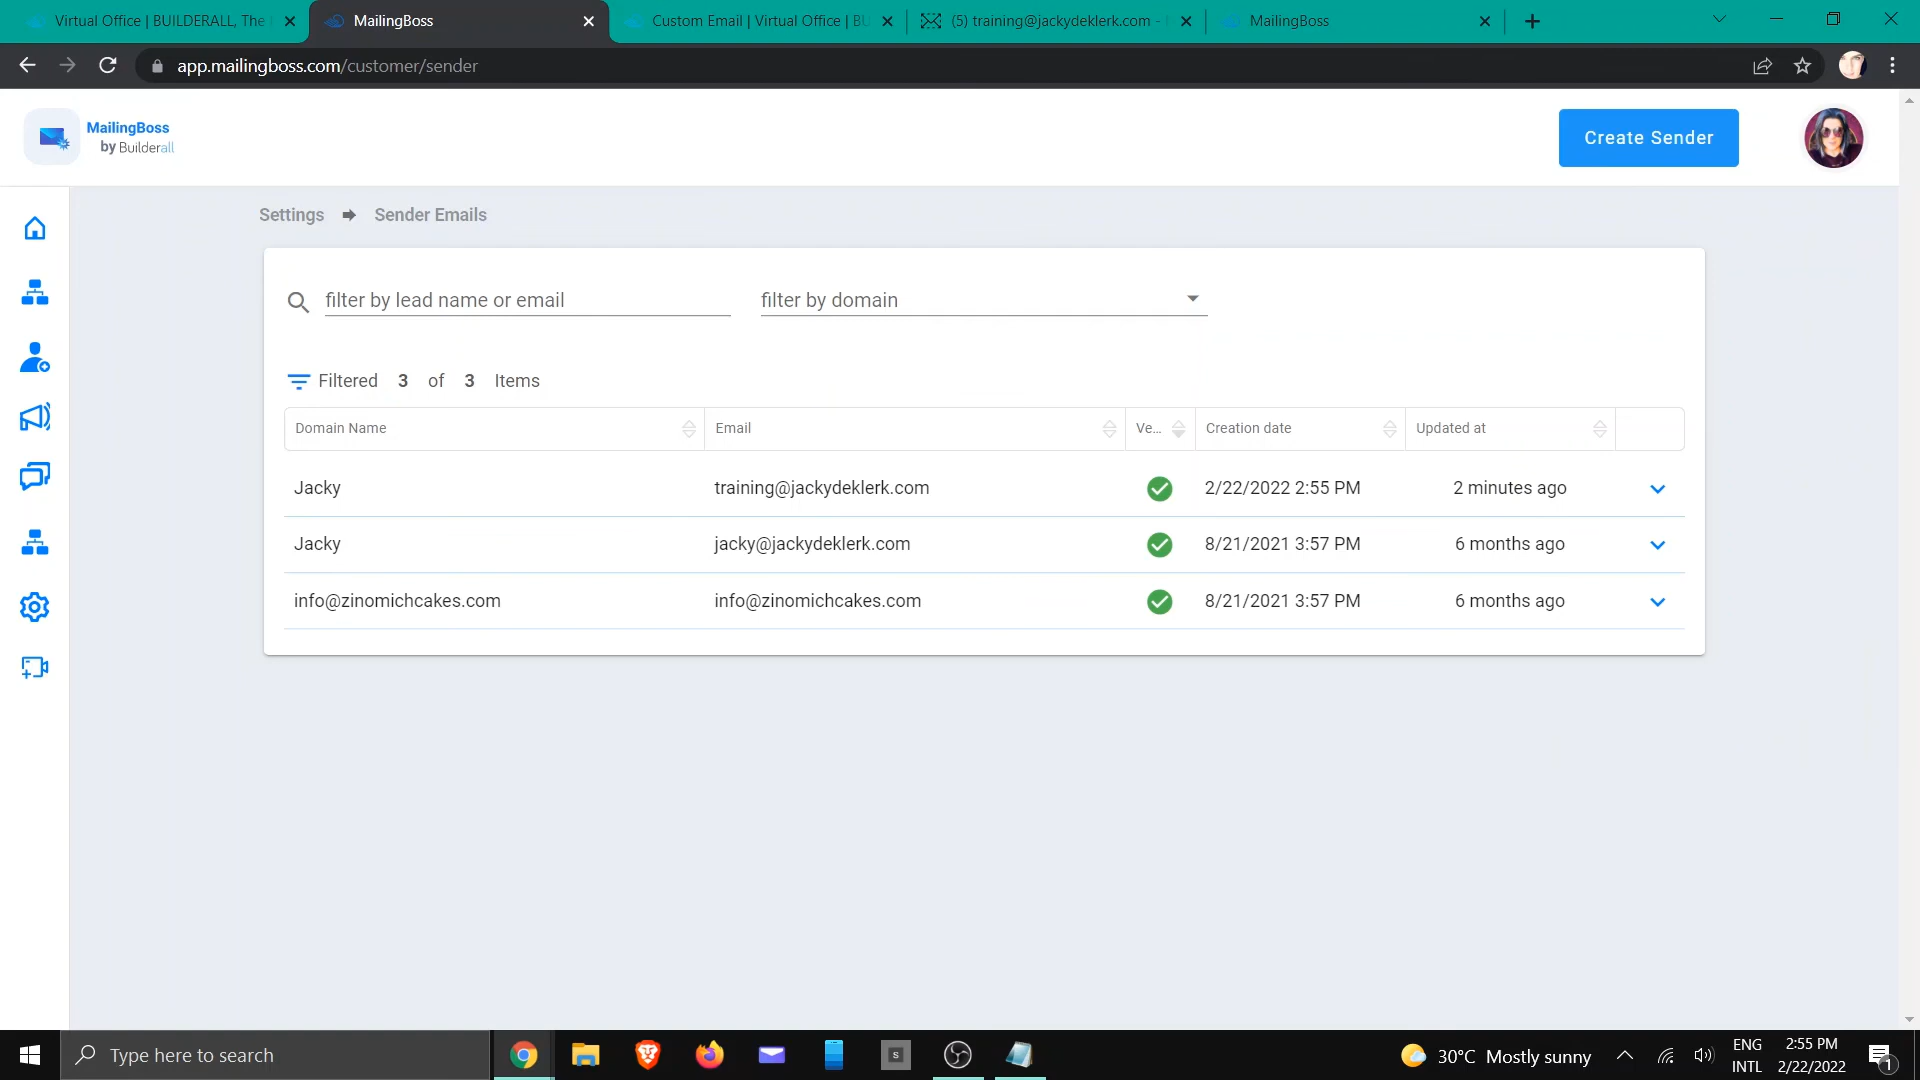 Virtual Office | BUILDERALL, The
MailingBoss
Custom Email | Virtual Office | BU
(5) training@jackydeklerk.com -
MailingBoss
app.mailingboss.com/customer/sender
MailingBoss
by Builderall
Create Sender
Settings
Sender Emails
filter by lead name or email
filter by domain
Filtered 3 of 3 Items
Domain Name
Email
Ve...
Creation date
Updated at
Jacky
training@jackydeklerk.com
2/22/2022 2:55 PM
2 minutes ago
Jacky
jacky@jackydeklerk.com
8/21/2021 3:57 PM
6 months ago
info@zinomichcakes.com
info@zinomichcakes.com
8/21/2021 3:57 PM
6 months ago
Type here to search
S
30°C Mostly sunny
ENG
INTL
2:55 PM
2/22/2022
1